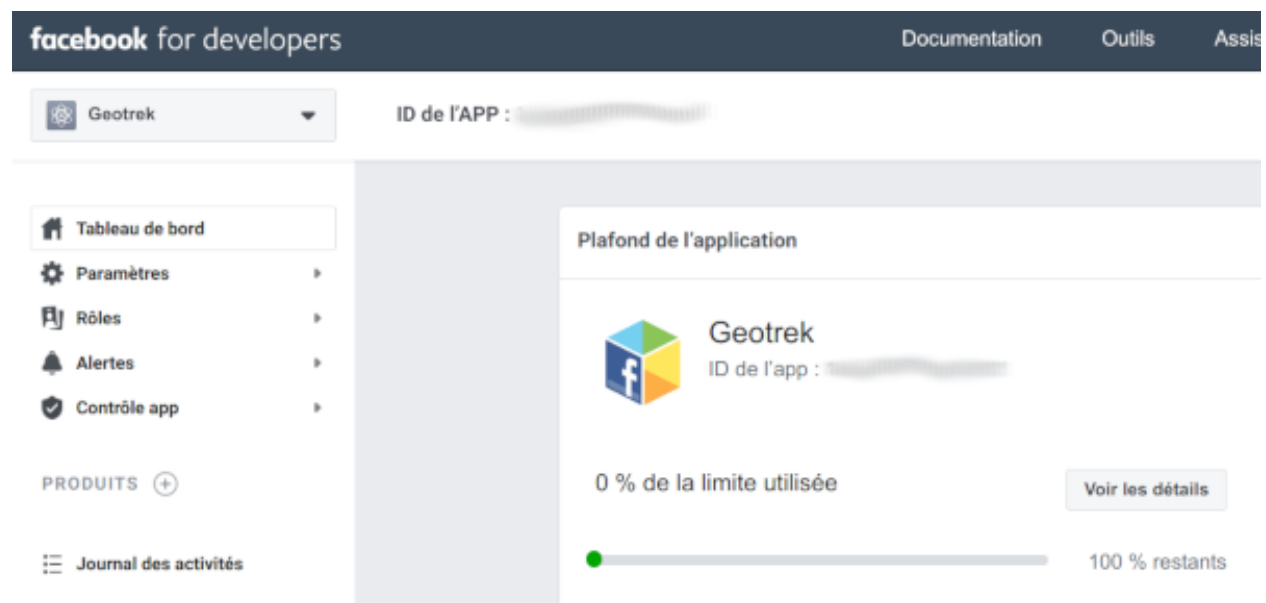 facebook for developers
Documentation
Outils
Geotrek
ID de l'APP :
Tableau de bord
Paramètres
Rôles
Alertes
Contrôle app
PRODUITS
Journal des activités
Plafond de l'application
Geotrek
ID de l'app :
0 % de la limite utilisée
Voir les détails
100 % restants